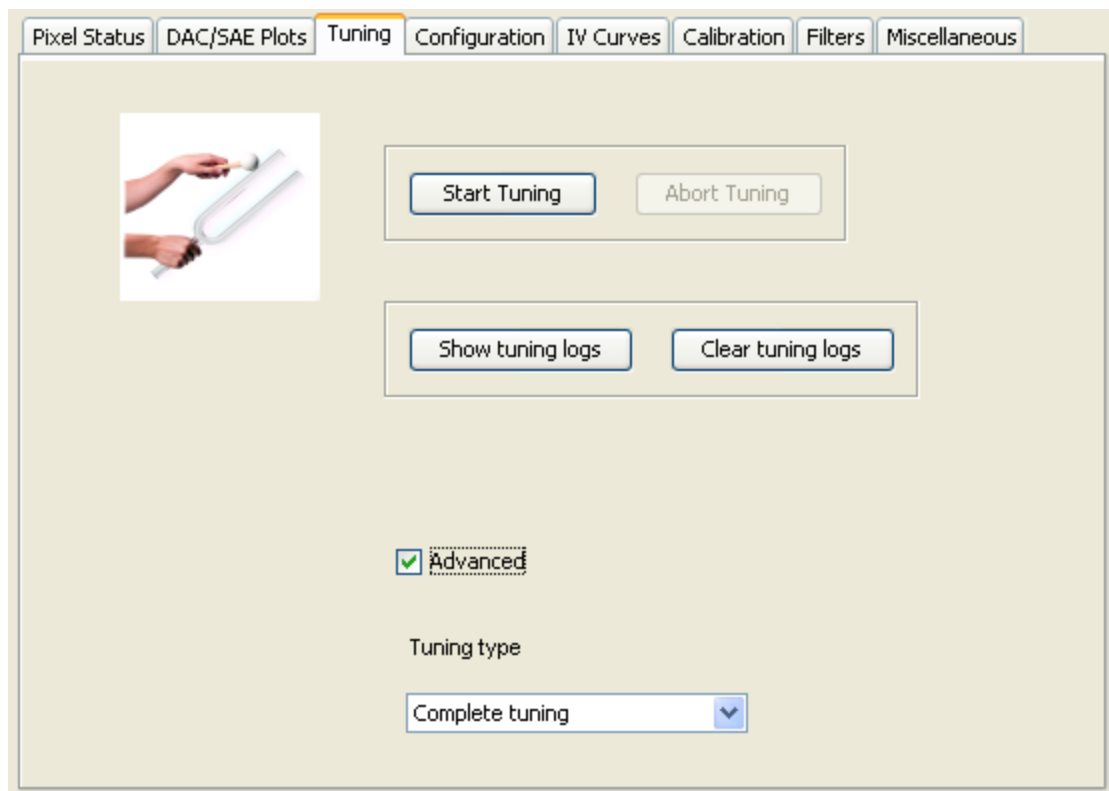 Pixel Status DAC/SAE Plots Tuning Configuration IV Curves Calibration Filters Miscellaneous
Start Tuning Abort Tuning
Show tuning logs Clear tuning logs
Advanced
Tuning type
Complete tuning